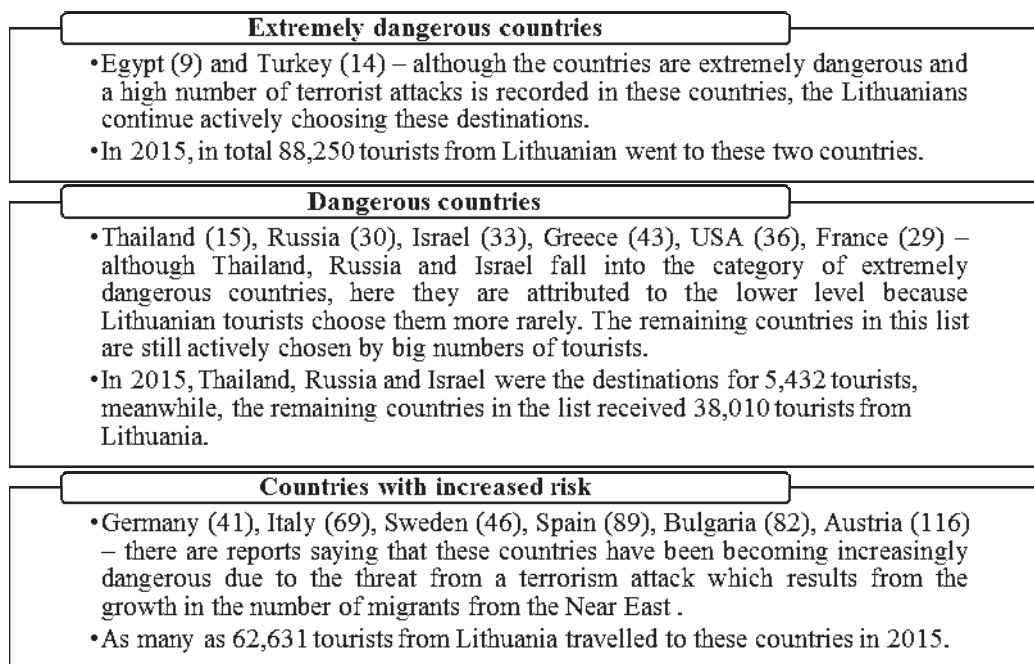 Extremely dangerous countries
•Egypt (9) and Turkey (14) – although the countries are extremely dangerous and
a high number of terrorist attacks is recorded in these countries, the Lithuanians
continue actively choosing these destinations.
•In 2015, in total 88,250 tourists from Lithuanian went to these two countries.
Dangerous countries
•Thailand (15), Russia (30), Israel (33), Greece (43), USA (36), France (29) –
although Thailand, Russia and Israel fall into the category of extremely
dangerous countries, here they are attributed to the lower level because
Lithuanian tourists choose them more rarely. The remaining countries in this list
are still actively chosen by big numbers of tourists.
•In 2015, Thailand, Russia and Israel were the destinations for 5,432 tourists,
meanwhile, the remaining countries in the list received 38,010 tourists from
Lithuania.
Countries with increased risk
•Germany (41), Italy (69), Sweden (46), Spain (89), Bulgaria (82), Austria (116)
– there are reports saying that these countries have been becoming increasingly
dangerous due to the threat from a terrorism attack which results from the
growth in the number of migrants from the Near East .
•As many as 62,631 tourists from Lithuania travelled to these countries in 2015.